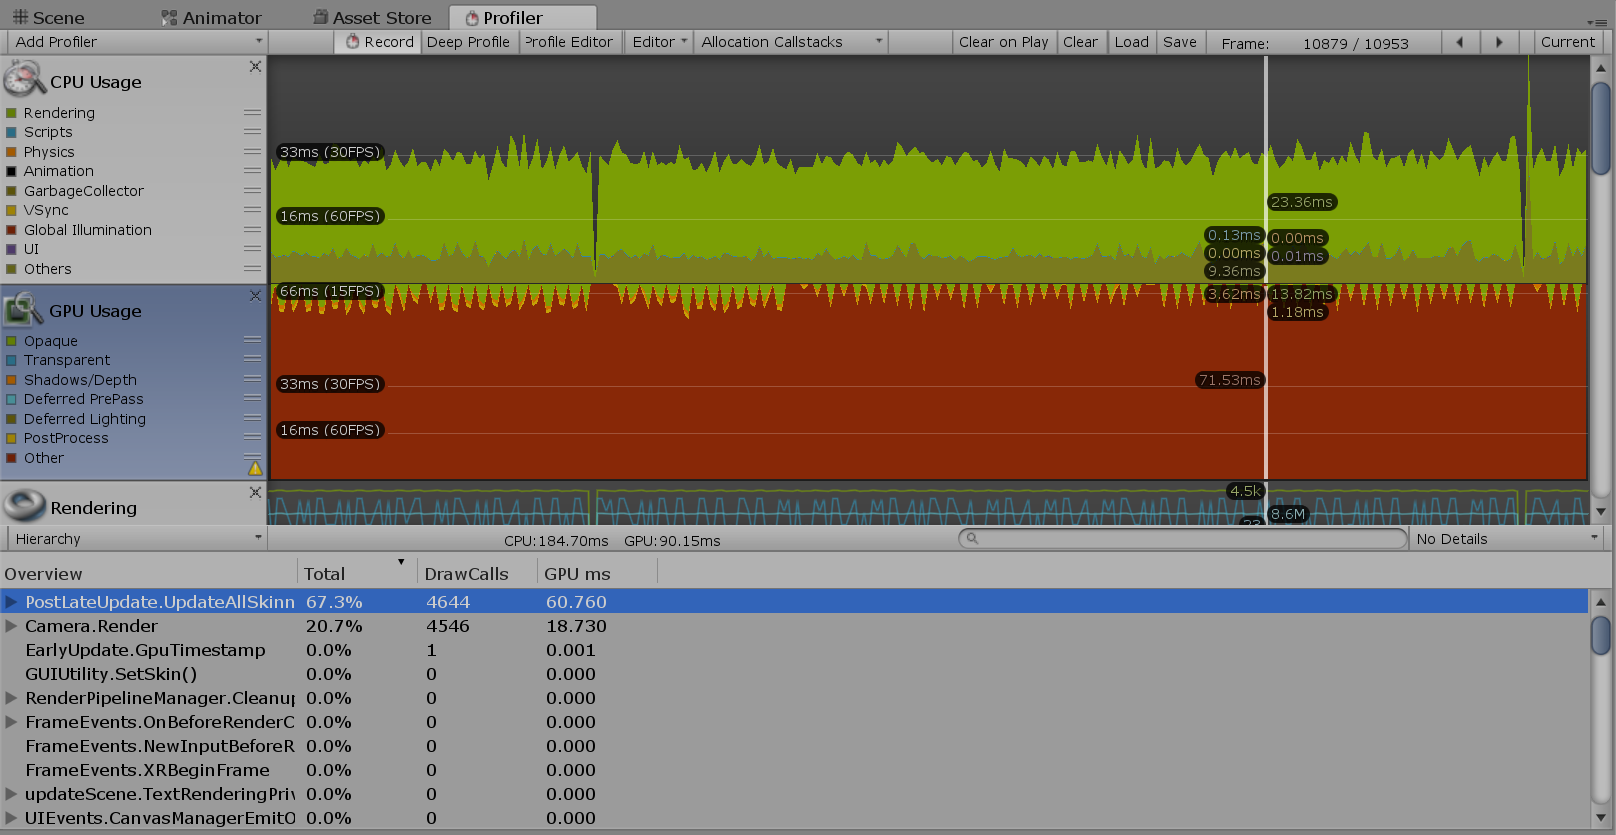 Scene Animator Asset Store Profiler
Add Profiler Record Deep Profile Profile Editor Editor Allocation Callstacks Clear on Play Clear Load Save Frame: 10879 / 10953 Current
CPU Usage
Rendering
Scripts
Physics
Animation
GarbageCollector
VSync
Global Illumination
UI
Others
33ms (30FPS)
16ms (60FPS)
23.36ms
0.13ms 0.00ms
0.00ms 0.01ms
9.36ms
GPU Usage
Opaque
Transparent
Shadows/Depth
Deferred PrePass
Deferred Lighting
PostProcess
Other
66ms (15FPS)
33ms (30FPS)
16ms (60FPS)
3.62ms 13.82ms
1.18ms
71.53ms
Rendering
4.5k
8.6M
Hierarchy CPU:184.70ms GPU:90.15ms No Details
Overview Total DrawCalls GPU ms
PostLateUpdate.UpdateAllSkinn 67.3% 4644 60.760
Camera.Render 20.7% 4546 18.730
EarlyUpdate.GpuTimestamp 0.0% 1 0.001
GUIUtility.SetSkin() 0.0% 0 0.000
RenderPipelineManager.Cleanup 0.0% 0 0.000
FrameEvents.OnBeforeRenderC 0.0% 0 0.000
FrameEvents.NewInputBeforeR 0.0% 0 0.000
FrameEvents.XRBeginFrame 0.0% 0 0.000
updateScene.TextRenderingPriv 0.0% 0 0.000
UIEvents.CanvasManagerEmitO 0.0% 0 0.000